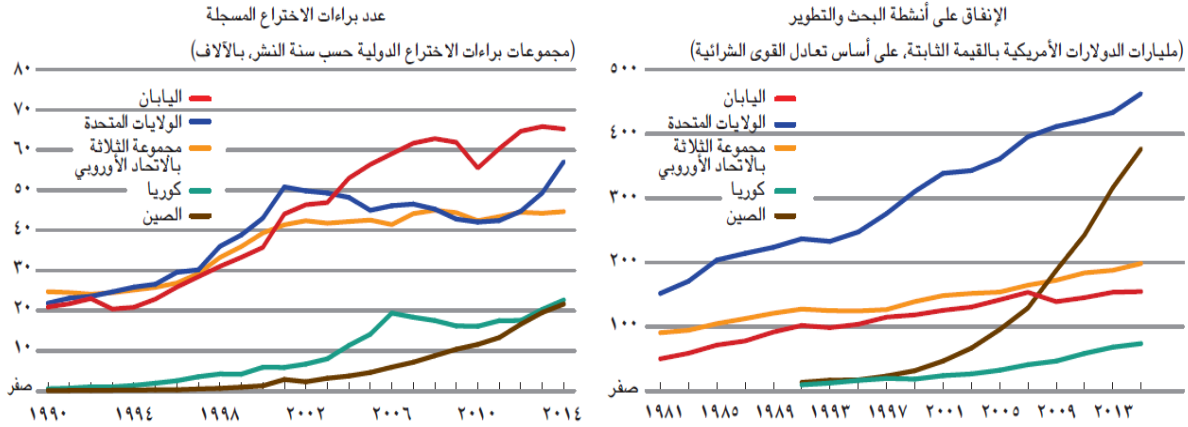 الإنفاق على أنشطة البحث والتطوير
(مليارات الدولارات الأمريكية بالقيمة الثابتة، على أساس تعادل القوى الشرائية)
٥٠٠
٤٠٠
٣٠٠
٢٠٠
١٠٠
صفر
اليابان
الولايات المتحدة
مجموعة الثلاثة
بالاتحاد الأوروبي
كوريا
الصين
١٩٨١ ١٩٨٥ ١٩٨٩ ١٩٩٣ ١٩٩٧ ٢٠٠١ ٢٠٠٥ ٢٠٠٩ ٢٠١٣
عدد براءات الاختراع المسجلة
(مجموعات براءات الاختراع الدولية حسب سنة النشر، بالآلاف)
٨٠
٧٠
٦٠
٥٠
٤٠
٣٠
٢٠
١٠
صفر
اليابان
الولايات المتحدة
مجموعة الثلاثة
بالاتحاد الأوروبي
كوريا
الصين
١٩٩٠ ١٩٩٤ ١٩٩٨ ٢٠٠٢ ٢٠٠٦ ٢٠١٠ ٢٠١٤